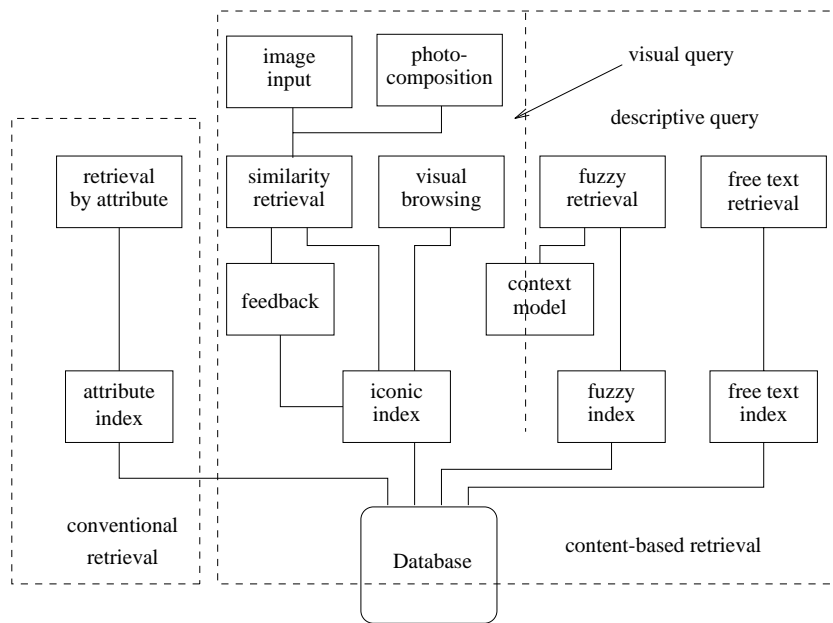 image
input
photo-
composition
visual query
descriptive query
retrieval
by attribute
similarity
retrieval
visual
browsing
fuzzy
retrieval
free text
retrieval
feedback
context
model
attribute
index
iconic
index
fuzzy
index
free text
index
conventional
retrieval
Database
content-based retrieval